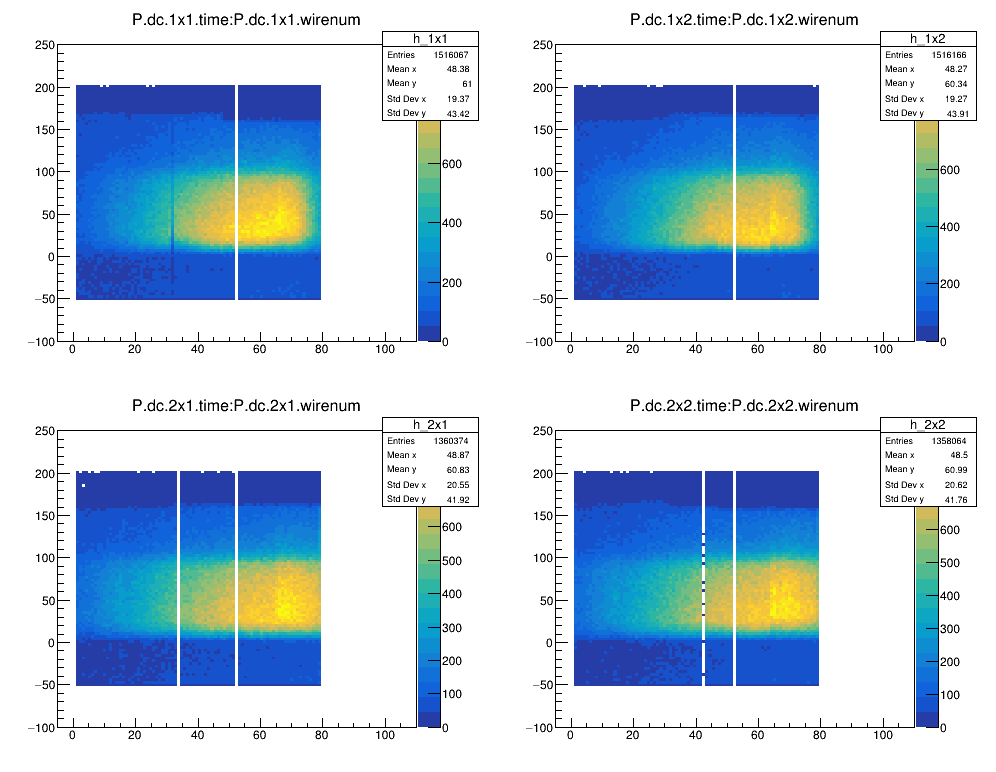 P.dc.1x1.time:P.dc.1x1.wirenum
h_1x1
Entries 1516067
Mean x 48.38
Mean y 61
Std Dev x 19.37
Std Dev y 43.42
250
200
150
100
50
0
−50
−100
0 20 40 60 80 100
600
400
200
0
P.dc.1x2.time:P.dc.1x2.wirenum
h_1x2
Entries 1516166
Mean x 48.27
Mean y 60.34
Std Dev x 19.27
Std Dev y 43.91
250
200
150
100
50
0
−50
−100
0 20 40 60 80 100
600
400
200
0
P.dc.2x1.time:P.dc.2x1.wirenum
h_2x1
Entries 1360374
Mean x 48.87
Mean y 60.83
Std Dev x 20.55
Std Dev y 41.92
250
200
150
100
50
0
−50
−100
0 20 40 60 80 100
600
500
400
300
200
100
0
P.dc.2x2.time:P.dc.2x2.wirenum
h_2x2
Entries 1358064
Mean x 48.5
Mean y 60.99
Std Dev x 20.62
Std Dev y 41.76
250
200
150
100
50
0
−50
−100
0 20 40 60 80 100
600
500
400
300
200
100
0